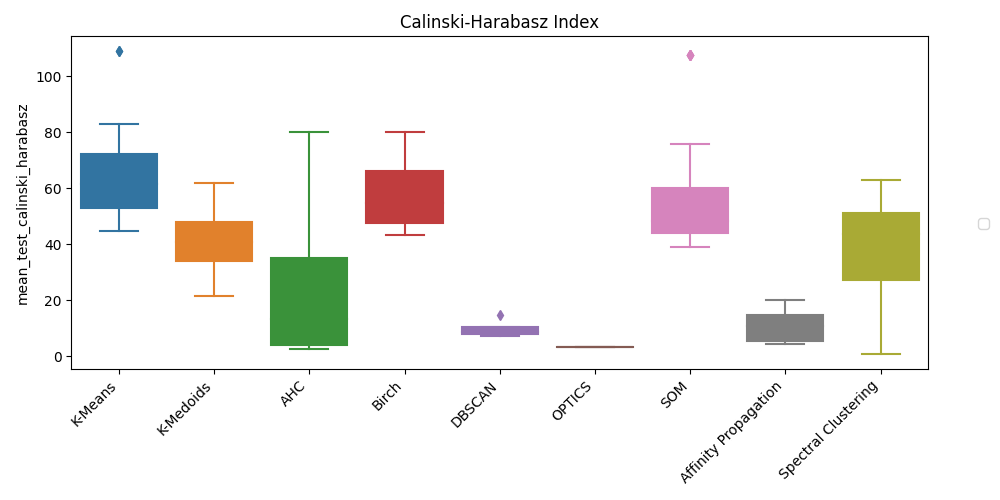 Calinski-Harabasz Index
mean_test_calinski_harabasz
100
80
60
40
20
0
K-Means
K-Medoids
AHC
Birch
DBSCAN
OPTICS
SOM
Affinity Propagation
Spectral Clustering